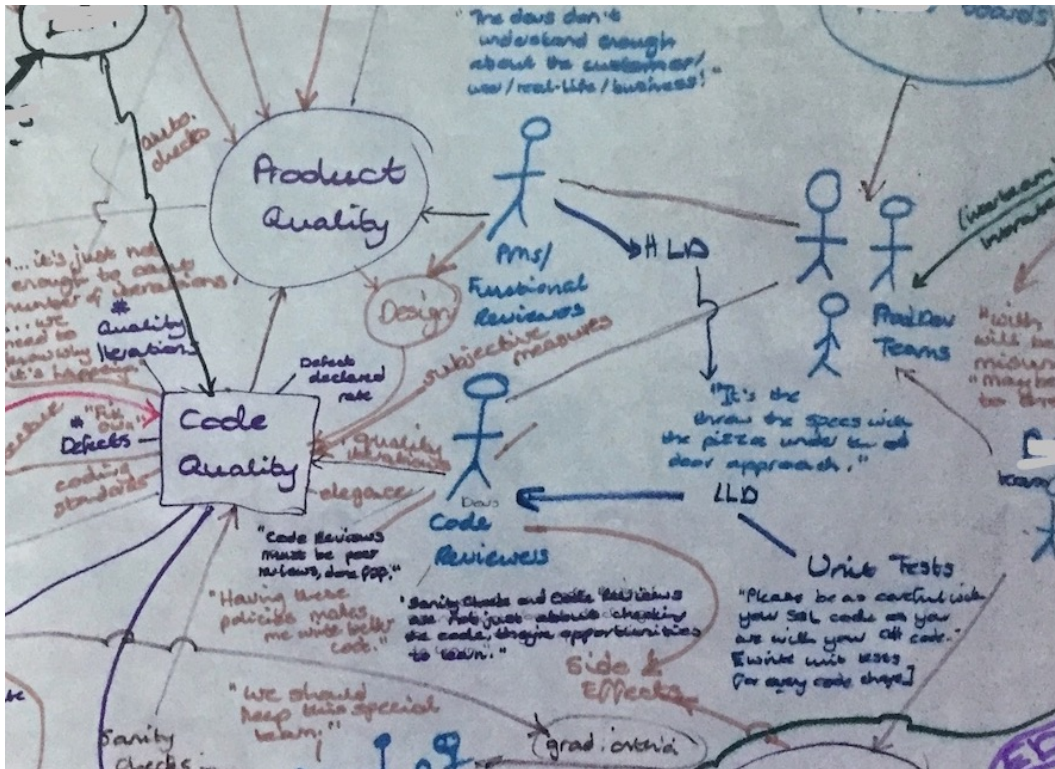 "The devs don't
understand enough
about the customer/
user/real-life/business!"
auto.
checks
Product
Quality
PMs/
Functional
Reviewers
HLD
Design
ProdDev
Teams
"...it's just not
enough to count
number of iterations
...we
need to
know why
it's happening"
#
Quality
Iterations
Defect
declared
rate
subjective
measures
"With
will be
"maybe
to
Code
Quality
#
Defects
coding
standards
quality
iterations
elegance
Devs
Code
Reviewers
"It's the
throw the specs with
the pizzas under the
door approach."
LLD
Unit Tests
"Please be as careful with
your SQL code as you
are with your C# code."
[write unit tests
for every code change]
"Code Reviews
must be peer
reviews, done
"Having these
policies makes
me write better
code."
"Sanity Checks and Code Reviews
are not just about checking
the code, they're opportunities
to learn."
Side &
Effects
"We should
keep this special
team!"
Sanity
checks
grad. criteria